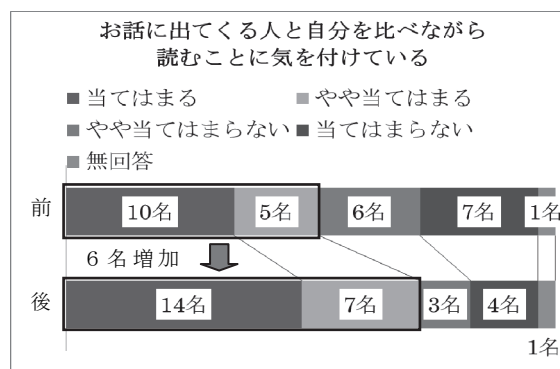 お話に出てくる人と自分を比べながら
読むことに気を付けている
当てはまる やや当てはまる
やや当てはまらない 当てはまらない
無回答
前 10名 5名 6名 7名 1名
6名増加
後 14名 7名 3名 4名
1名